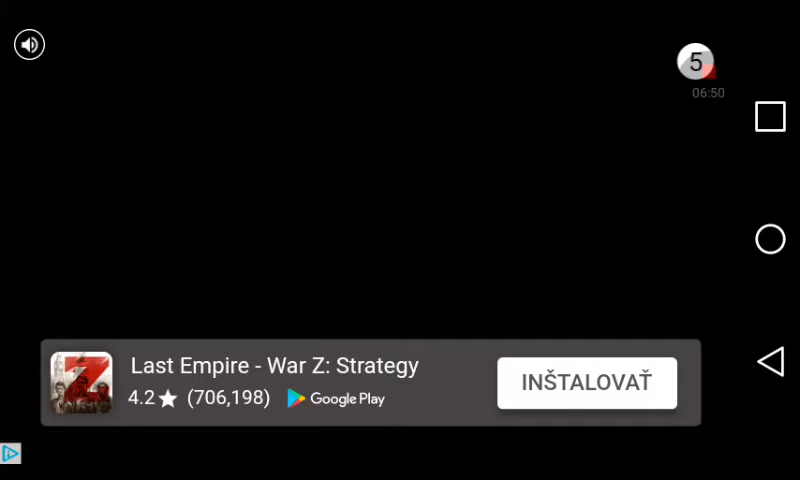 5
06:50
Last Empire - War Z: Strategy
4.2★ (706,198) Google Play
INŠTALOVAŤ
Z